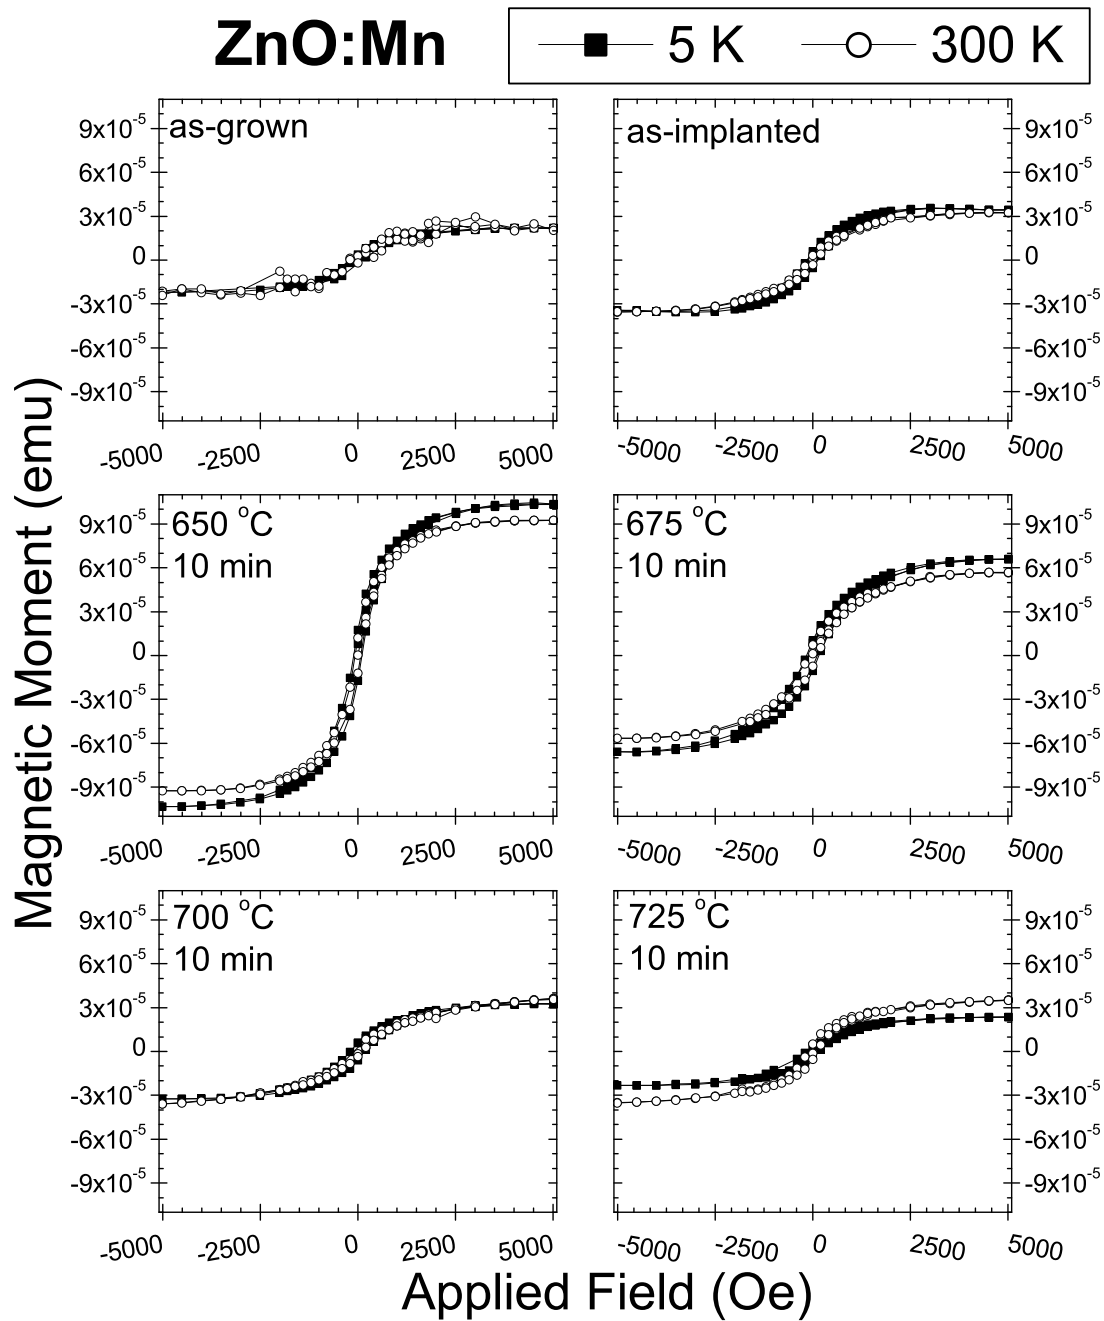 ZnO:Mn
5 K 300 K
as-grown
9x10⁻⁵
6x10⁻⁵
3x10⁻⁵
0
-3x10⁻⁵
-6x10⁻⁵
-9x10⁻⁵
-5000 -2500 0 2500 5000
as-implanted
9x10⁻⁵
6x10⁻⁵
3x10⁻⁵
0
-3x10⁻⁵
-6x10⁻⁵
-9x10⁻⁵
-5000 -2500 0 2500 5000
Magnetic Moment (emu)
650 °C
10 min
9x10⁻⁵
6x10⁻⁵
3x10⁻⁵
0
-3x10⁻⁵
-6x10⁻⁵
-9x10⁻⁵
-5000 -2500 0 2500 5000
675 °C
10 min
9x10⁻⁵
6x10⁻⁵
3x10⁻⁵
0
-3x10⁻⁵
-6x10⁻⁵
-9x10⁻⁵
-5000 -2500 0 2500 5000
700 °C
10 min
9x10⁻⁵
6x10⁻⁵
3x10⁻⁵
0
-3x10⁻⁵
-6x10⁻⁵
-9x10⁻⁵
-5000 -2500 0 2500 5000
725 °C
10 min
9x10⁻⁵
6x10⁻⁵
3x10⁻⁵
0
-3x10⁻⁵
-6x10⁻⁵
-9x10⁻⁵
-5000 -2500 0 2500 5000
Applied Field (Oe)